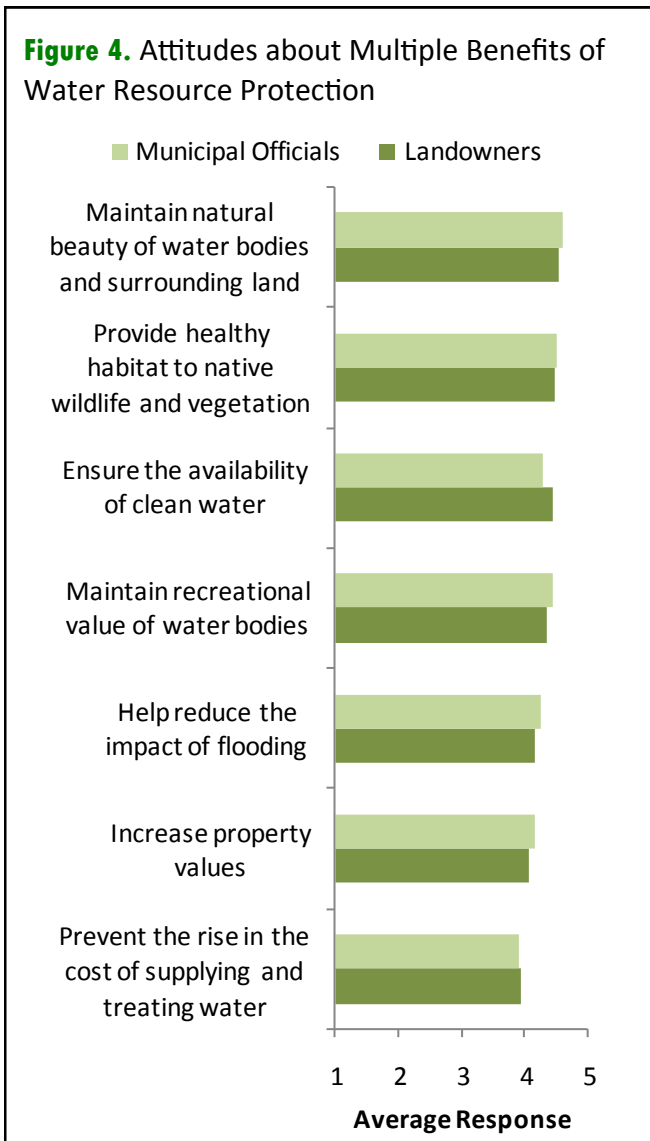 Figure 4. Attitudes about Multiple Benefits of
Water Resource Protection
Municipal Officials Landowners
Maintain natural
beauty of water bodies
and surrounding land
Provide healthy
habitat to native
wildlife and vegetation
Ensure the availability
of clean water
Maintain recreational
value of water bodies
Help reduce the
impact of flooding
Increase property
values
Prevent the rise in the
cost of supplying and
treating water
1 2 3 4 5
Average Response